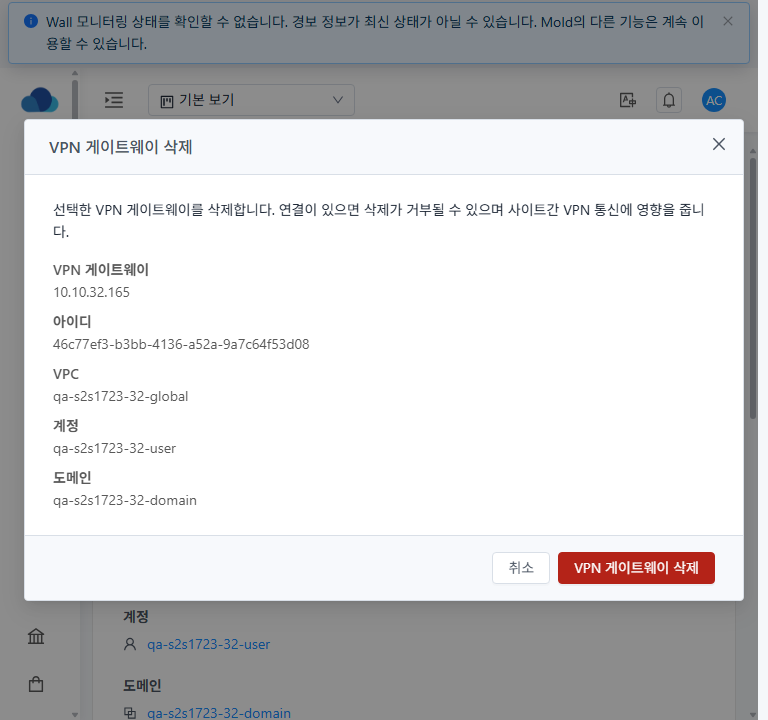 Wall 모니터링 상태를 확인할 수 없습니다. 경보 정보가 최신 상태가 아닐 수 있습니다. Mold의 다른 기능은 계속 이
용할 수 있습니다.
기본 보기
AC
VPN 게이트웨이 삭제
선택한 VPN 게이트웨이를 삭제합니다. 연결이 있으면 삭제가 거부될 수 있으며 사이트간 VPN 통신에 영향을 줍니
다.
VPN 게이트웨이
10.10.32.165
아이디
46c77ef3-b3bb-4136-a52a-9a7c64f53d08
VPC
qa-s2s1723-32-global
계정
qa-s2s1723-32-user
도메인
qa-s2s1723-32-domain
취소
VPN 게이트웨이 삭제
계정
qa-s2s1723-32-user
도메인
qa-s2s1723-32-domain